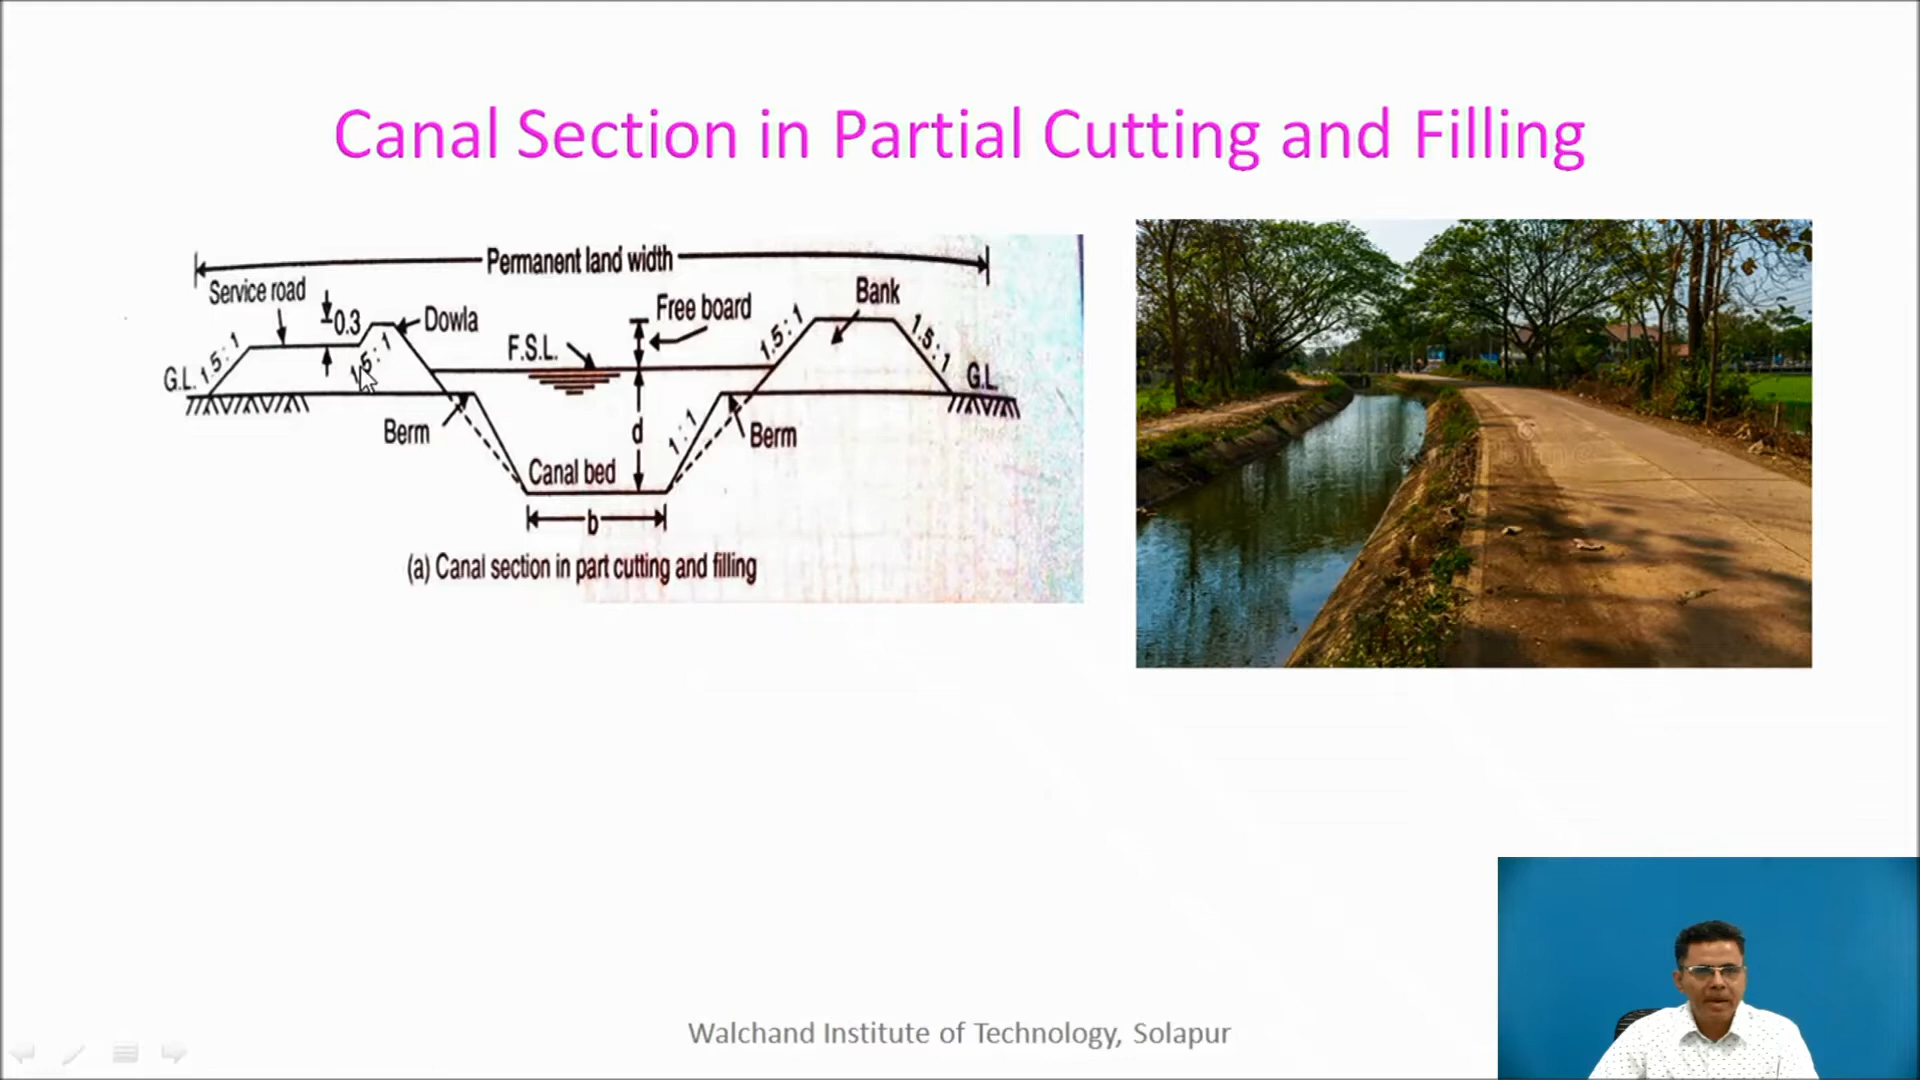 Canal Section in Partial Cutting and Filling
Permanent land width
Service road
0.3
Dowla
Free board
Bank
F.S.L.
1.5 : 1
1.5 : 1
1.5 : 1
1.5 : 1
G.L.
G.L.
Berm
d
1 : 1
Berm
Canal bed
b
(a) Canal section in part cutting and filling
Walchand Institute of Technology, Solapur